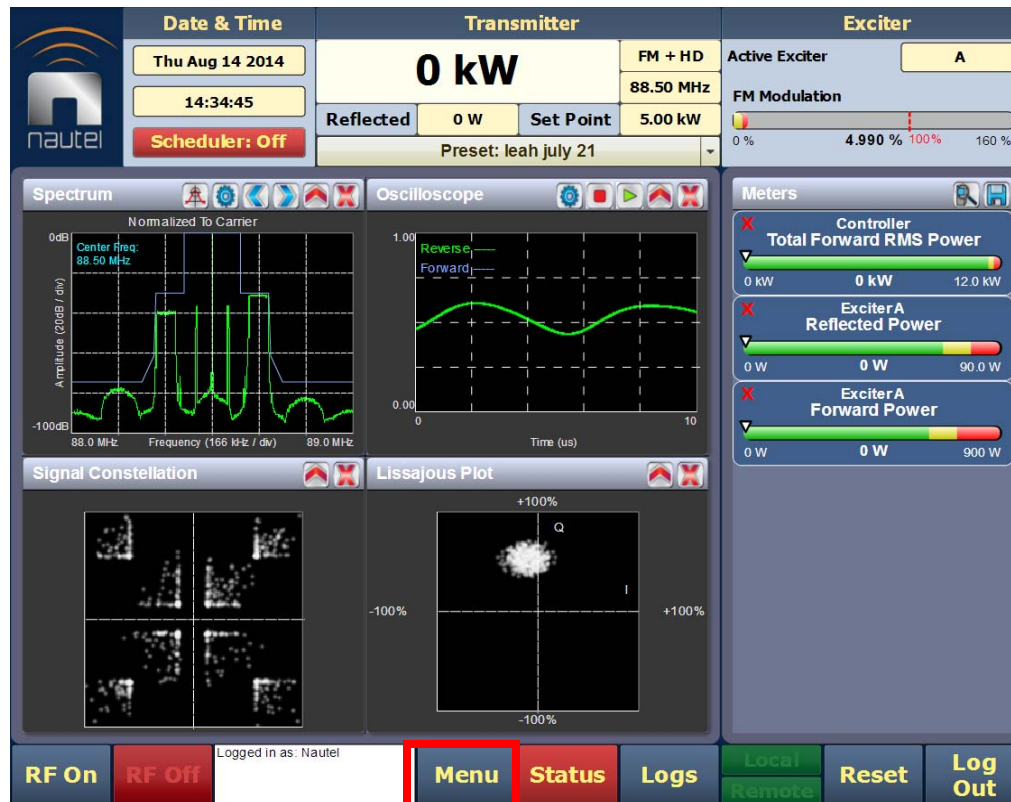 Date & Time
Thu Aug 14 2014
14:34:45
Scheduler: Off
nautel
Transmitter
0 kW
FM + HD
88.50 MHz
Reflected 0 W Set Point 5.00 kW
Preset: leah july 21
Exciter
Active Exciter A
FM Modulation
0 % 4.990 % 100% 160 %
Spectrum
Normalized To Carrier
0dB
Center Freq:
88.50 MHz
Amplitude (20dB / div)
-100dB
88.0 MHz Frequency (166 kHz / div) 89.0 MHz
Oscilloscope
1.00
Reverse
Forward
0.00
0 10
Time (us)
Signal Constellation
Lissajous Plot
+100%
Q
I
-100% +100%
-100%
Meters
Controller
Total Forward RMS Power
0 kW 0 kW 12.0 kW
Exciter A
Reflected Power
0 W 0 W 90.0 W
Exciter A
Forward Power
0 W 0 W 900 W
RF On
RF Off
Logged in as: Nautel
Menu
Status
Logs
Local
Remote
Reset
Log
Out